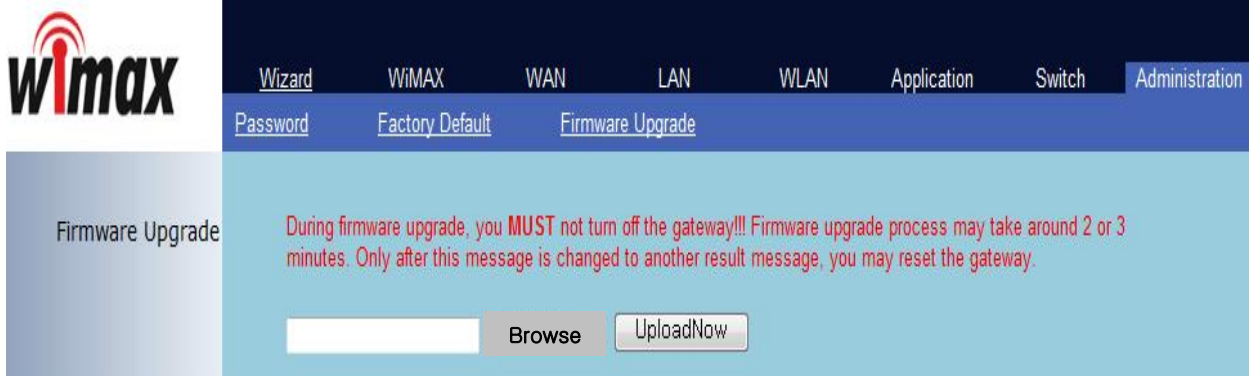 wimax
Wizard WiMAX WAN LAN WLAN Application Switch Administration
Password Factory Default Firmware Upgrade
Firmware Upgrade
During firmware upgrade, you MUST not turn off the gateway!!! Firmware upgrade process may take around 2 or 3
minutes. Only after this message is changed to another result message, you may reset the gateway.
Browse UploadNow